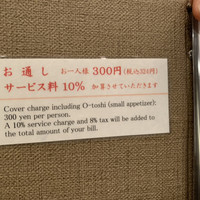 お通し お一人様 300円(税込324円)
サービス料 10% 加算させていただきます
Cover charge including O-toshi (small appetizer):
300 yen per person.
A 10% service charge and 8% tax will be added to
the total amount of your bill.